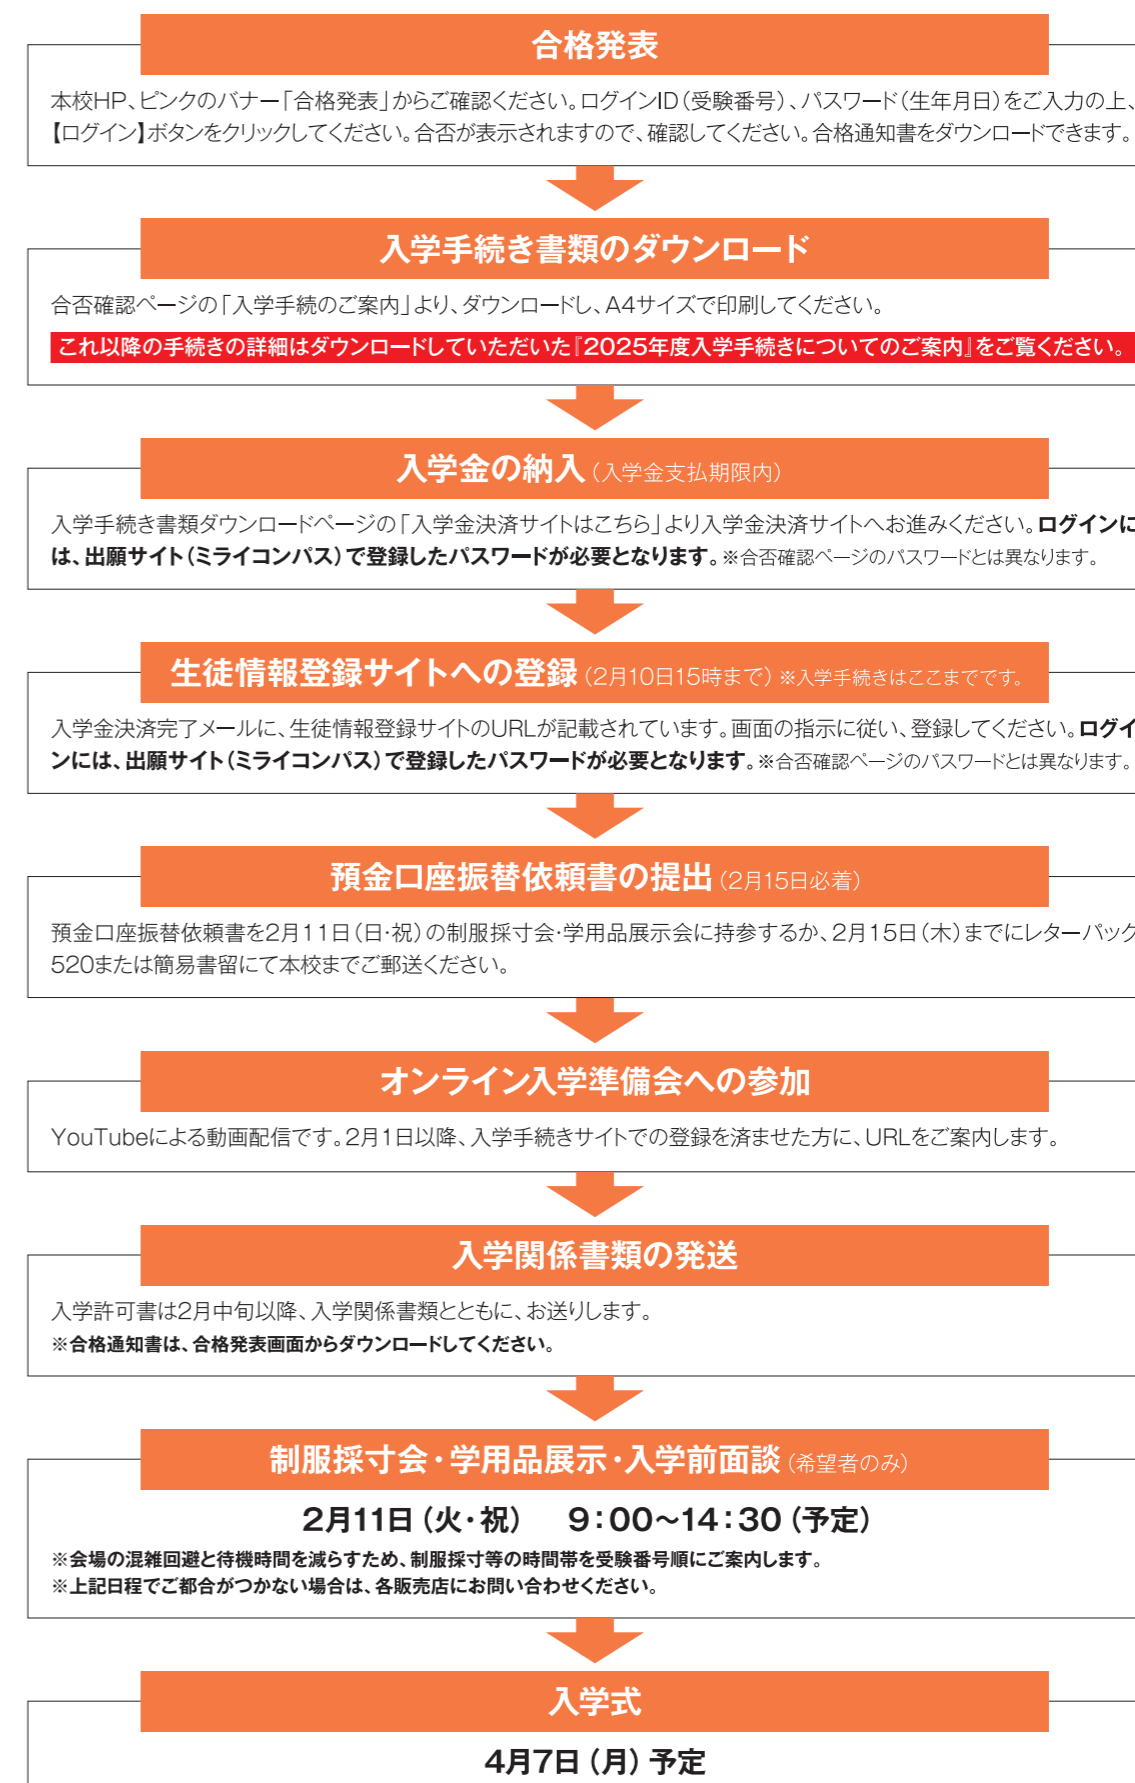 合格発表
本校HP、ピンクのバナー「合格発表」からご確認ください。ログインID（受験番号）、パスワード（生年月日）をご入力の上、
【ログイン】ボタンをクリックしてください。合否が表示されますので、確認してください。合格通知書をダウンロードできます。
入学手続き書類のダウンロード
合否確認ページの「入学手続のご案内」より、ダウンロードし、A4サイズで印刷してください。
これ以降の手続きの詳細はダウンロードしていただいた『2025年度入学手続きについてのご案内』をご覧ください。
入学金の納入（入学金支払期限内）
入学手続き書類ダウンロードページの「入学金決済サイトはこちら」より入学金決済サイトへお進みください。ログインに
は、出願サイト（ミライコンパス）で登録したパスワードが必要となります。※合否確認ページのパスワードとは異なります。
生徒情報登録サイトへの登録（2月10日15時まで）※入学手続きはここまでです。
入学金決済完了メールに、生徒情報登録サイトのURLが記載されています。画面の指示に従い、登録してください。ログイ
ンには、出願サイト（ミライコンパス）で登録したパスワードが必要となります。※合否確認ページのパスワードとは異なります。
預金口座振替依頼書の提出（2月15日必着）
預金口座振替依頼書を2月11日（日・祝）の制服採寸会・学用品展示会に持参するか、2月15日（木）までにレターパック
520または簡易書留にて本校までご郵送ください。
オンライン入学準備会への参加
YouTubeによる動画配信です。2月1日以降、入学手続きサイトでの登録を済ませた方に、URLをご案内します。
入学関係書類の発送
入学許可書は2月中旬以降、入学関係書類とともに、お送りします。
※合格通知書は、合格発表画面からダウンロードしてください。
制服採寸会・学用品展示・入学前面談（希望者のみ）
2月11日（火・祝）　9：00～14：30（予定）
※会場の混雑回避と待機時間を減らすため、制服採寸等の時間帯を受験番号順にご案内します。
※上記日程でご都合がつかない場合は、各販売店にお問い合わせください。
入学式
4月7日（月）予定